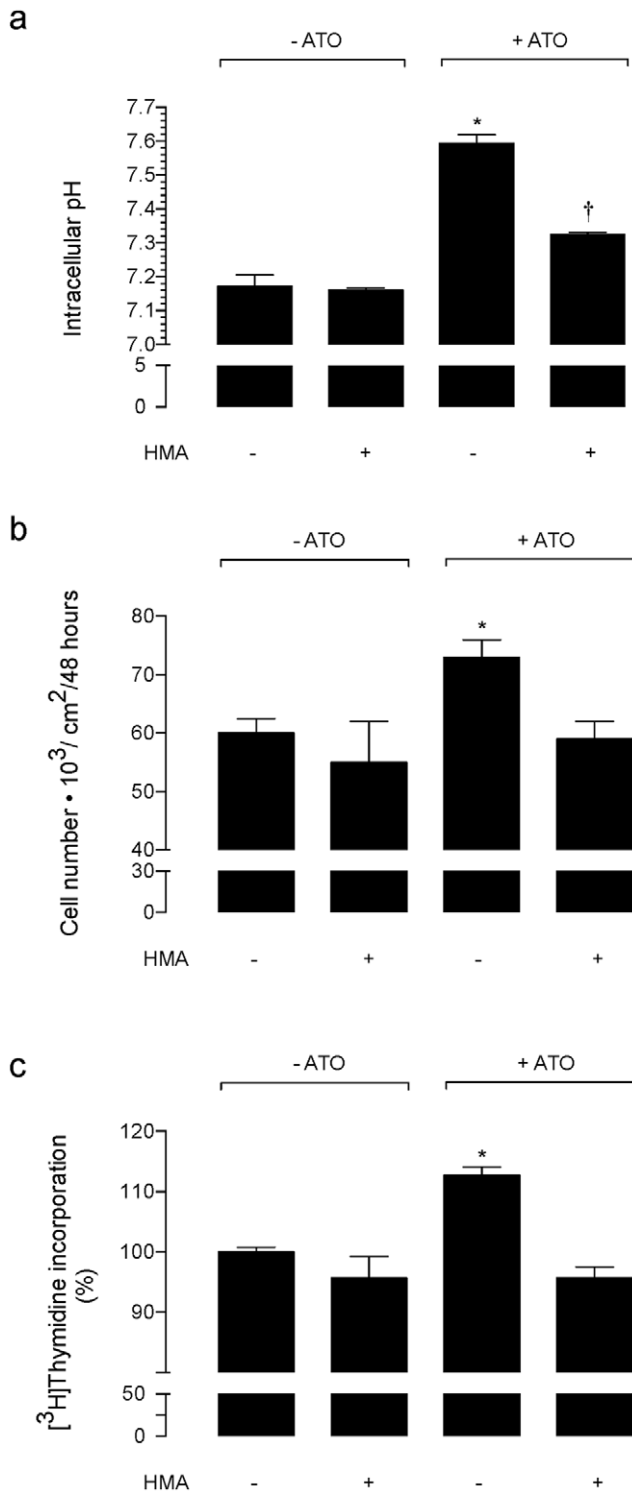 a
- ATO + ATO
Intracellular pH
7.7
7.6
7.5
7.4
7.3
7.2
7.1
7.0
5
0
*
†
HMA - + - +
b
- ATO + ATO
Cell number • 10³/ cm²/48 hours
80
70
60
50
40
30
0
*
HMA - + - +
c
- ATO + ATO
[³H]Thymidine incorporation
(%)
120
110
100
90
50
0
*
HMA - + - +